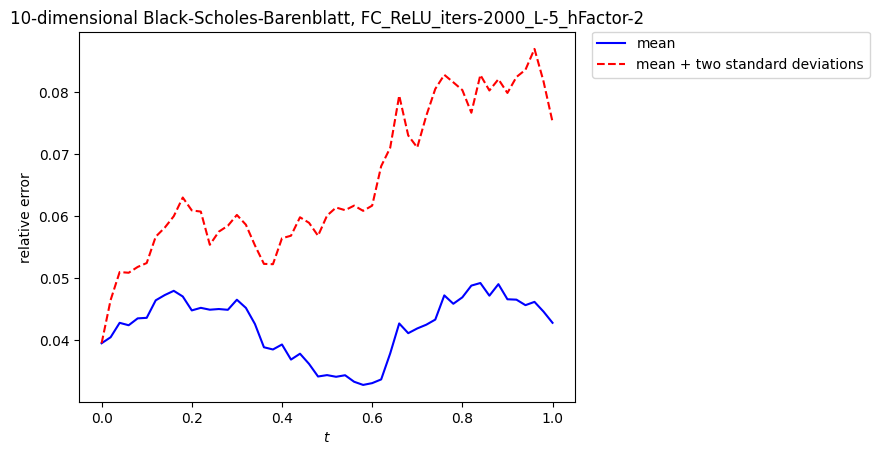 10-dimensional Black-Scholes-Barenblatt, FC_ReLU_iters-2000_L-5_hFactor-2
mean
mean + two standard deviations
relative error
0.08
0.07
0.06
0.05
0.04
0.0 0.2 0.4 0.6 0.8 1.0
t